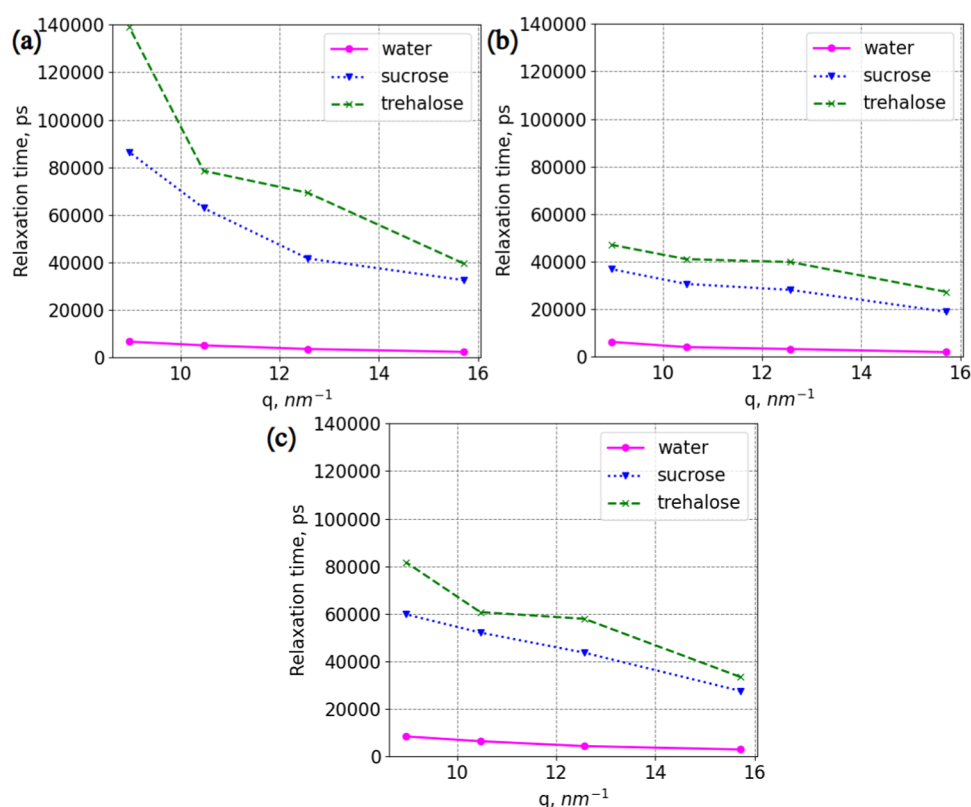 (a)
140000
120000
100000
80000
60000
40000
20000
0
Relaxation time, ps
water
sucrose
trehalose
10
12
14
16
q, nm⁻¹
(b)
140000
120000
100000
80000
60000
40000
20000
0
Relaxation time, ps
water
sucrose
trehalose
10
12
14
16
q, nm⁻¹
(c)
140000
120000
100000
80000
60000
40000
20000
0
Relaxation time, ps
water
sucrose
trehalose
10
12
14
16
q, nm⁻¹